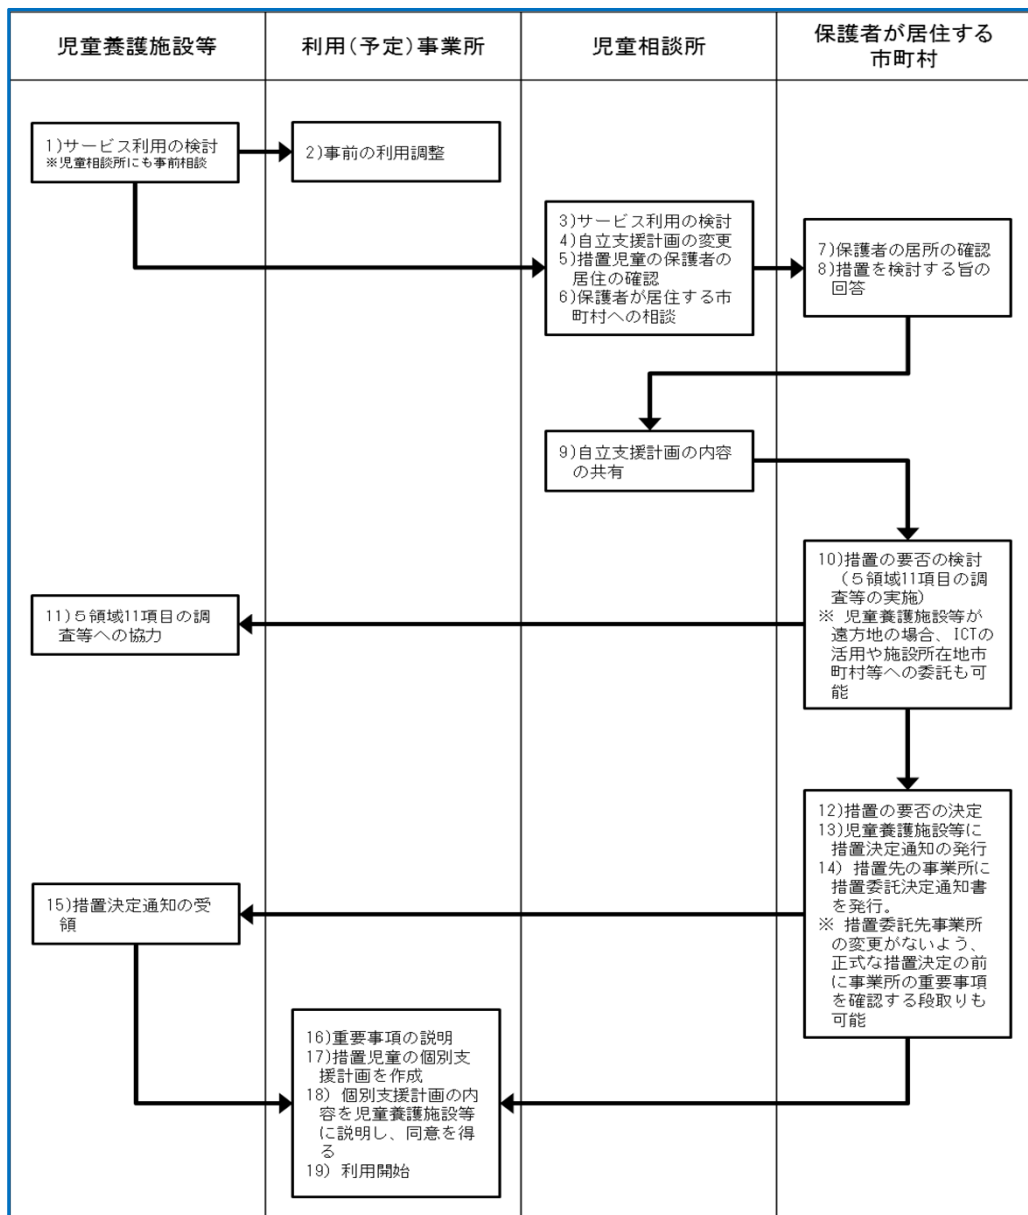 児童養護施設等
利用(予定)事業所
児童相談所
保護者が居住する
市町村
1)サービス利用の検討
※児童相談所にも事前相談
2)事前の利用調整
3)サービス利用の検討
4)自立支援計画の変更
5)措置児童の保護者の
居住の確認
6)保護者が居住する市
町村への相談
7)保護者の居所の確認
8)措置を検討する旨の
回答
9)自立支援計画の内容
の共有
10)措置の要否の検討
(5領域11項目の調
査等の実施)
※ 児童養護施設等が
遠方地の場合、ICTの
活用や施設所在地市
町村等への委託も可
能
11)5領域11項目の調
査等への協力
12)措置の要否の決定
13)児童養護施設等に
措置決定通知の発行
14) 措置先の事業所に
措置委託決定通知書
を発行。
※ 措置委託先事業所
の変更がないよう、
正式な措置決定の前
に事業所の重要事項
を確認する段取りも
可能
15)措置決定通知の受
領
16)重要事項の説明
17)措置児童の個別支
援計画を作成
18) 個別支援計画の内
容を児童養護施設等
に説明し、同意を得
る
19) 利用開始